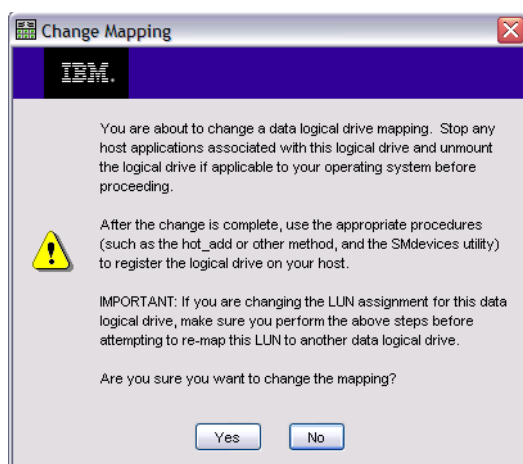 Change Mapping
IBM.
You are about to change a data logical drive mapping. Stop any
host applications associated with this logical drive and unmount
the logical drive if applicable to your operating system before
proceeding.
After the change is complete, use the appropriate procedures
(such as the hot_add or other method, and the SMdevices utility)
to register the logical drive on your host.
IMPORTANT: If you are changing the LUN assignment for this data
logical drive, make sure you perform the above steps before
attempting to re-map this LUN to another data logical drive.
Are you sure you want to change the mapping?
Yes No